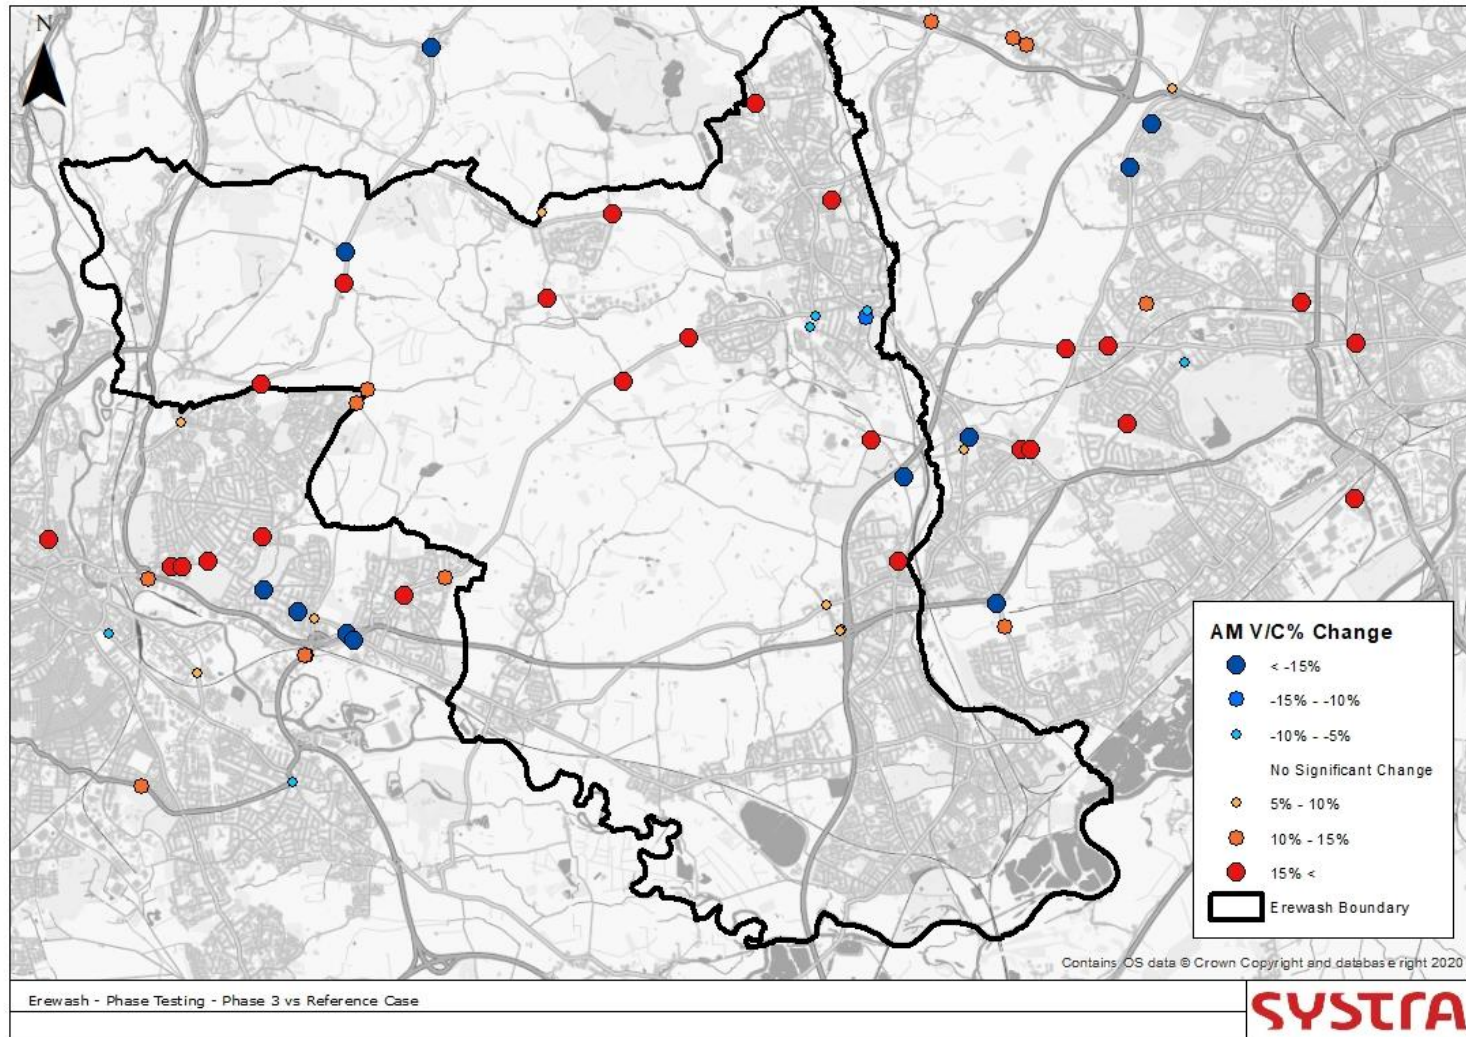 N
AM V/C% Change
< -15%
-15% - -10%
-10% - -5%
No Significant Change
5% - 10%
10% - 15%
15% <
Erewash Boundary
Contains OS data © Crown Copyright and database right 2020
Erewash - Phase Testing - Phase 3 vs Reference Case
SYSTRA